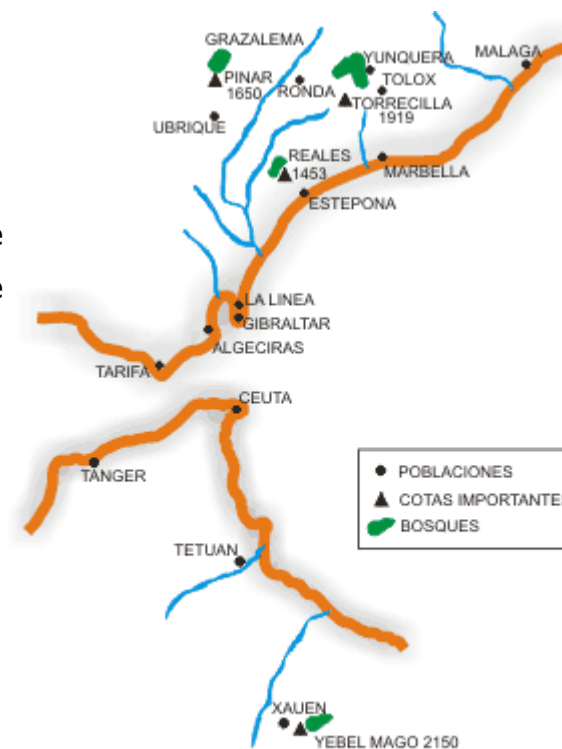 GRAZALEMA
YUNQUERA
MALAGA
PINAR
1650
RONDA
TOLOX
TORRECILLA
1919
UBRIQUE
REALES
1453
MARBELLA
ESTEPONA
e
e
LA LINEA
GIBRALTAR
ALGECIRAS
TARIFA
CEUTA
TANGER
POBLACIONES
COTAS IMPORTANTES
BOSQUES
TETUAN
XAUEN
YEBEL MAGO 2150